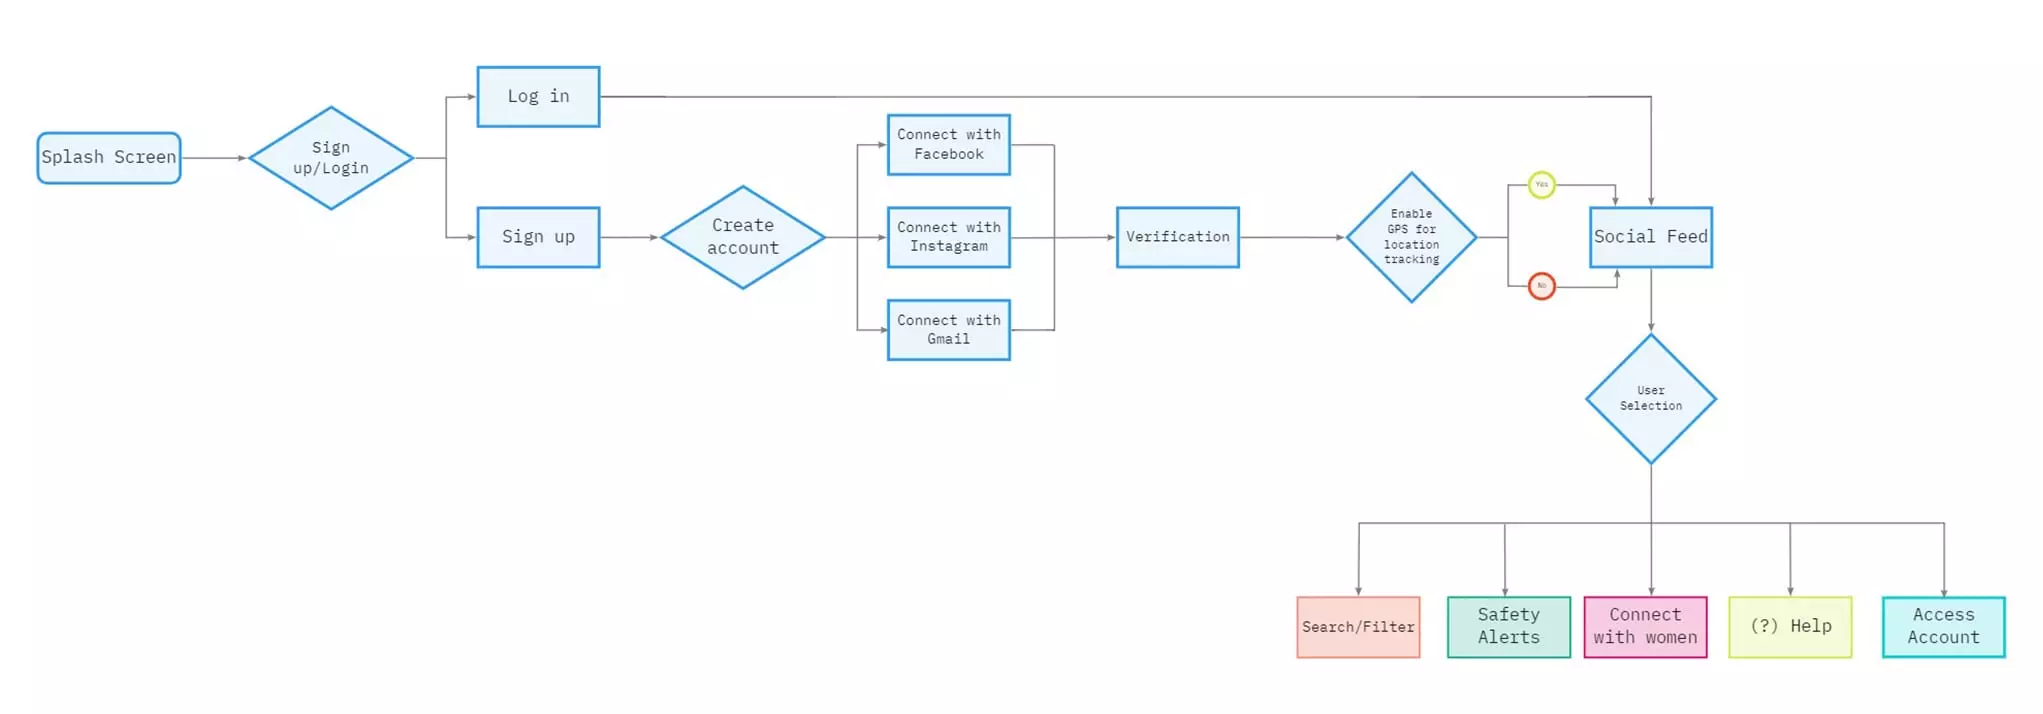 Splash Screen
Sign
up/Login
Log in
Sign up
Create
account
Connect with
Facebook
Connect with
Instagram
Connect with
Gmail
Verification
Enable
GPS for
location
tracking
Yes
No
Social Feed
User
Selection
Search/Filter
Safety
Alerts
Connect
with women
(?) Help
Access
Account